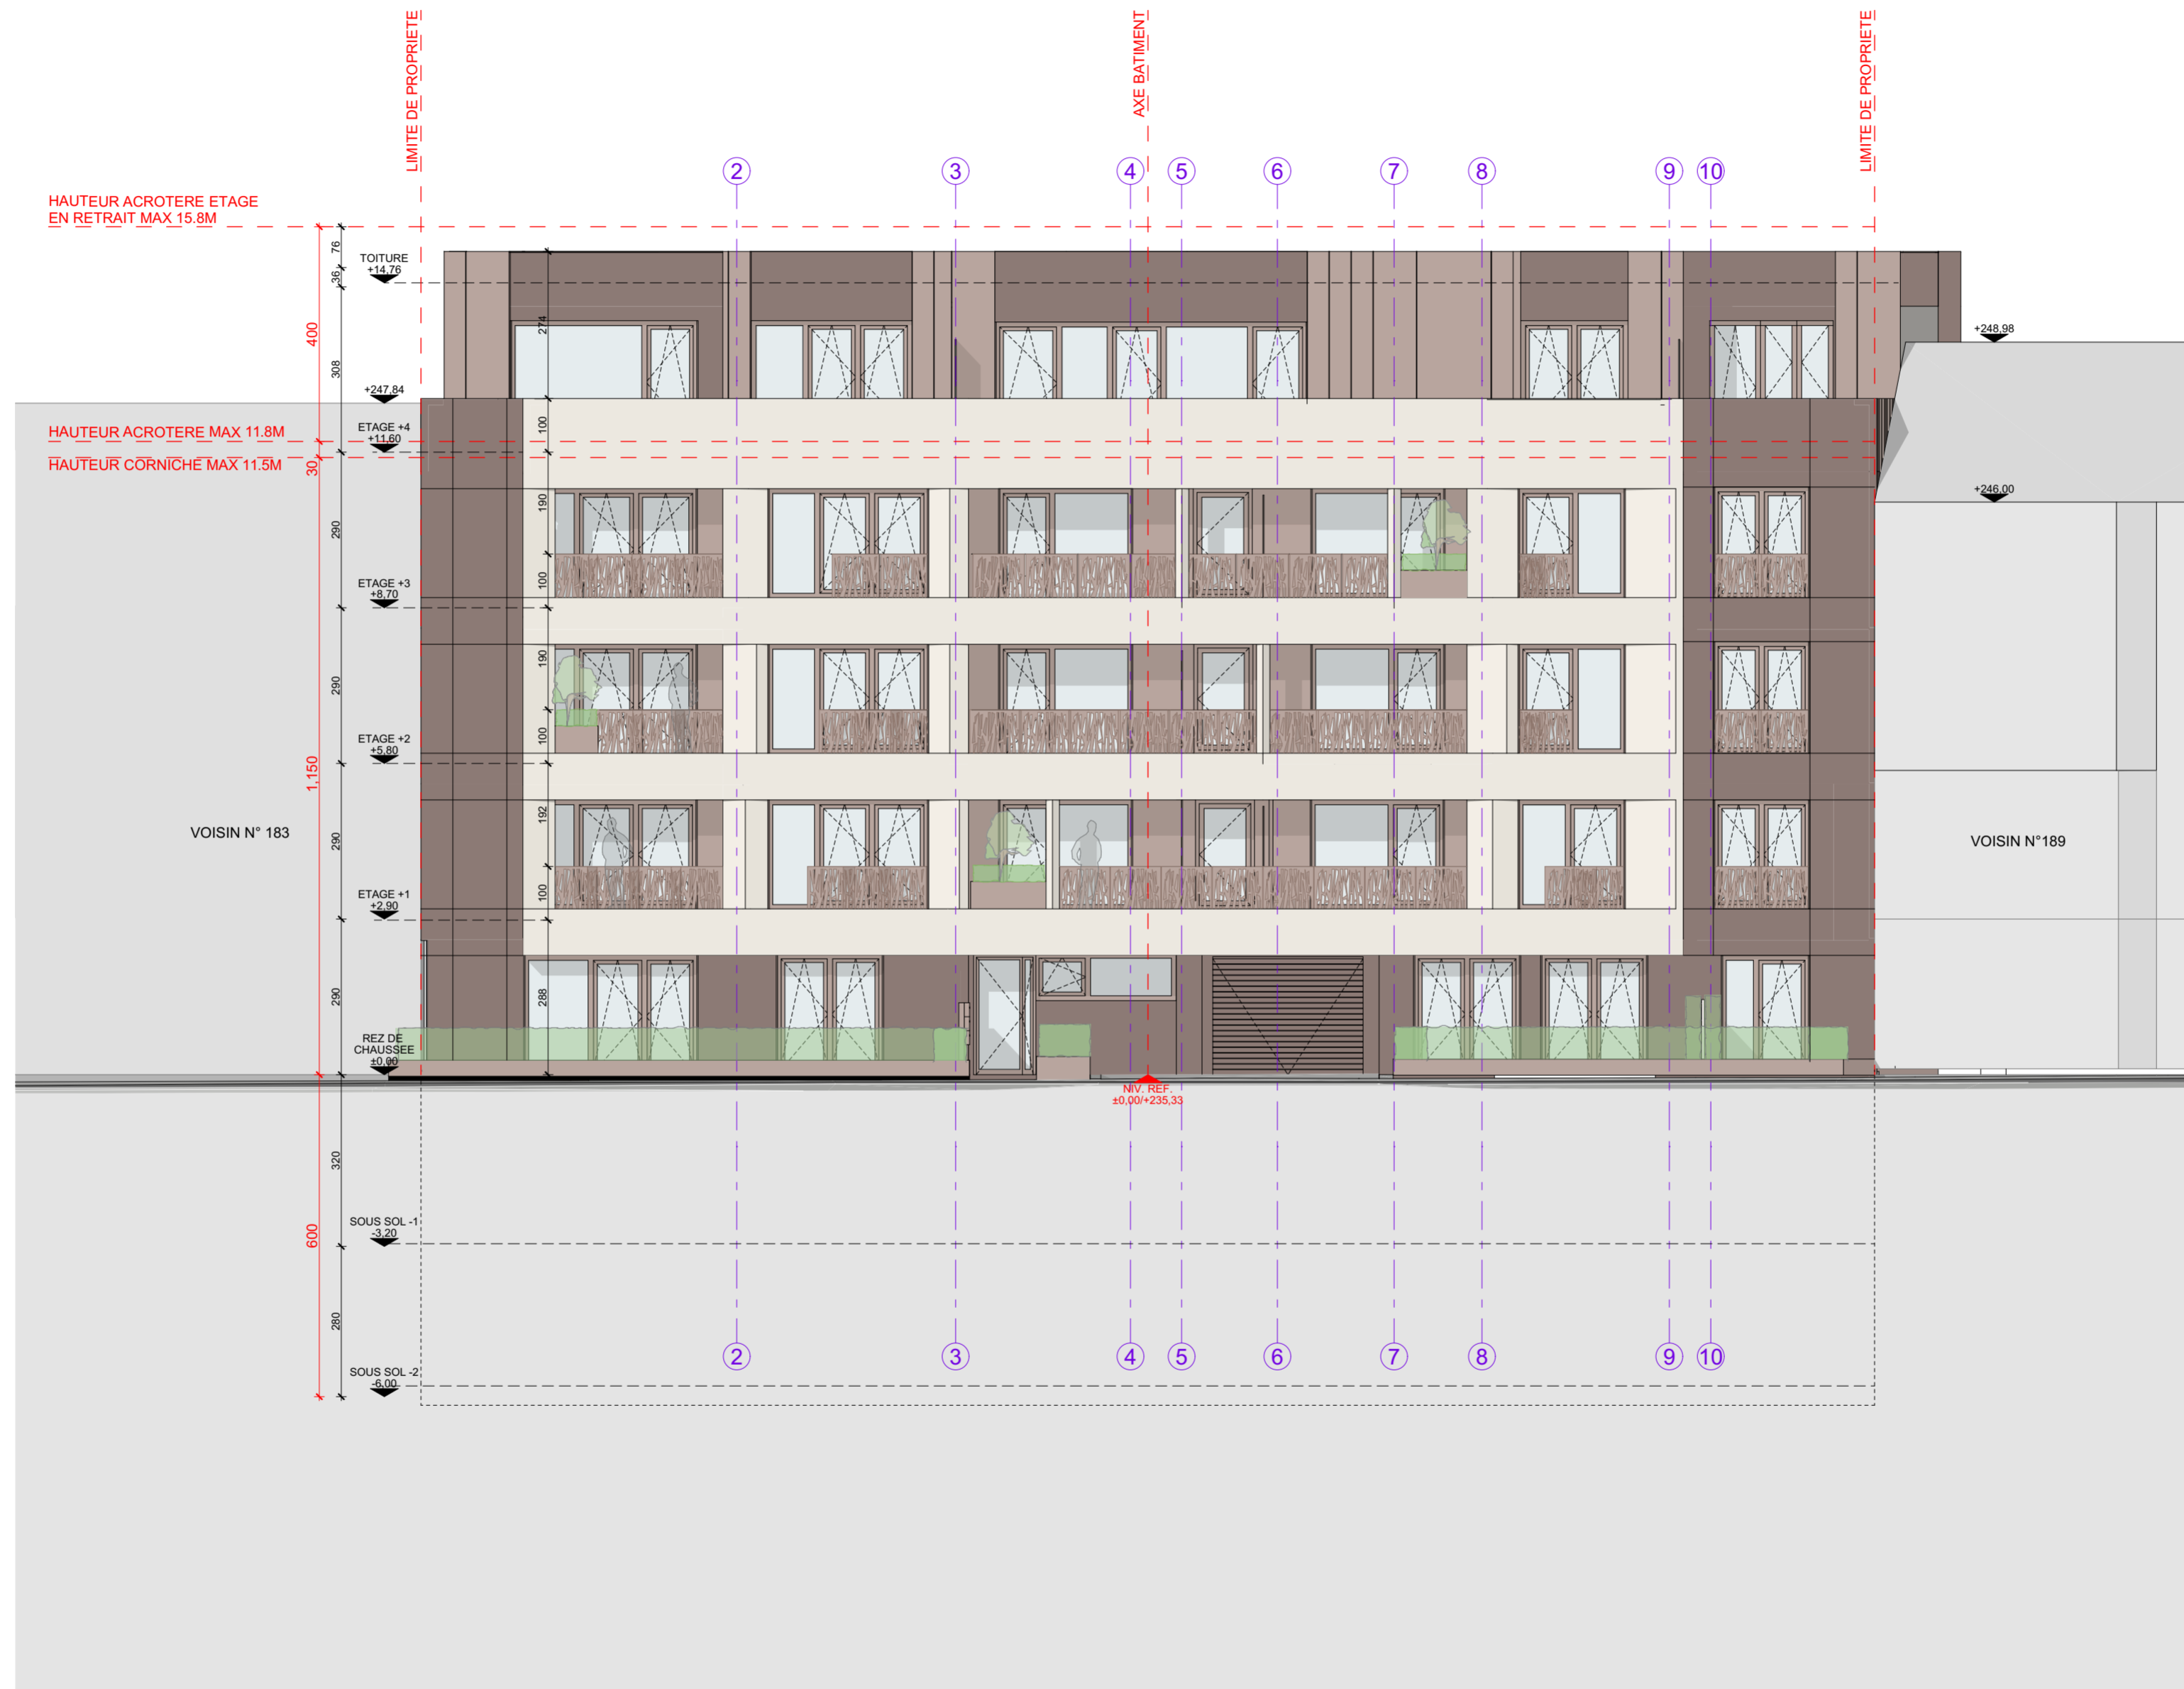 LIMITE DE PROPRIETE
AXE BATIMENT
LIMITE DE PROPRIETE
2
3
4
5
6
7
8
9
10
HAUTEUR ACROTERE ETAGE
EN RETRAIT MAX 15.8M
76
36
TOITURE
+14,76
400
308
274
+248,98
+247,84
HAUTEUR ACROTERE MAX 11.8M
ETAGE +4
+11,60
100
HAUTEUR CORNICHE MAX 11.5M
30
+246,00
290
190
ETAGE +3
+8,70
100
290
190
ETAGE +2
+5,80
100
1,150
VOISIN N° 183
290
192
VOISIN N°189
ETAGE +1
+2,90
100
290
288
REZ DE
CHAUSSEE
±0,00
NIV. REF.
±0,00/+235,33
320
600
SOUS SOL -1
-3,20
280
SOUS SOL -2
-6,00
2
3
4
5
6
7
8
9
10